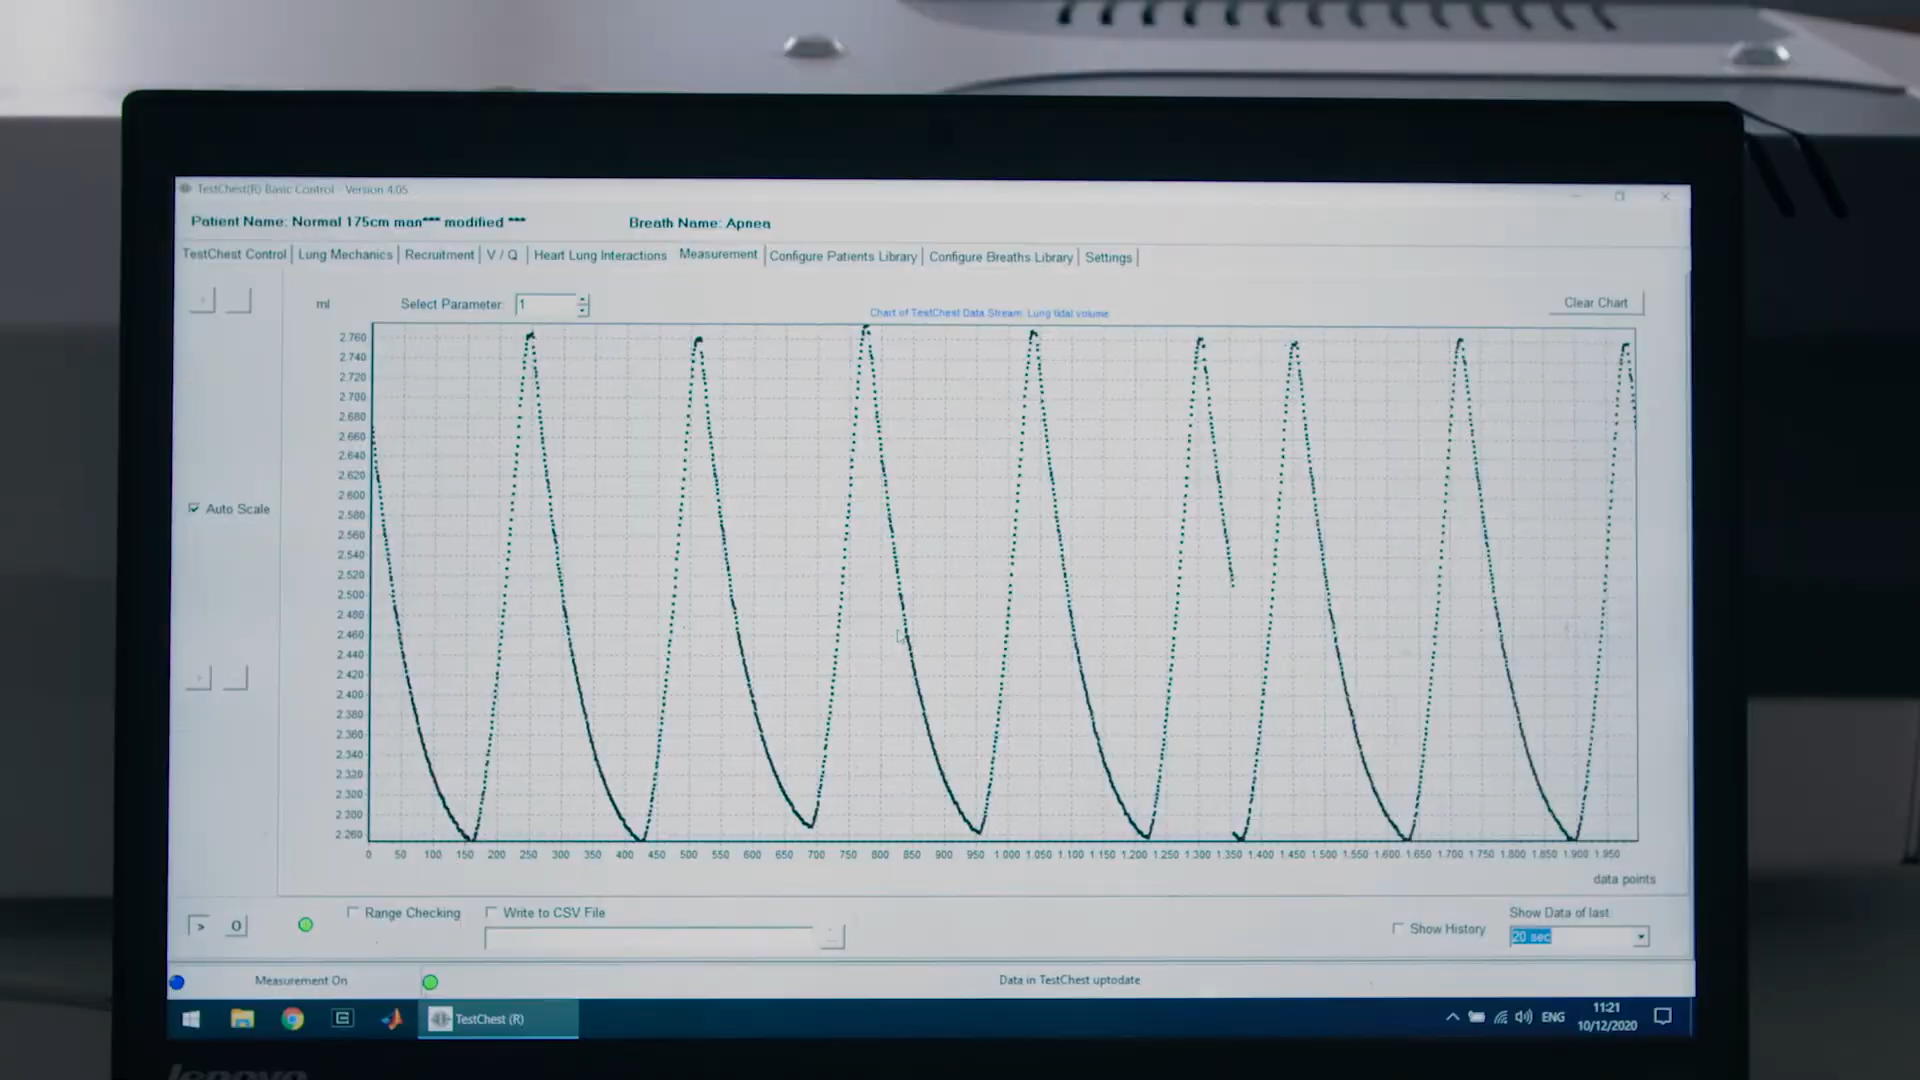 TestChest(R) Basic Control - Version 4.05
Patient Name: Normal 175cm man*** modified ***
Breath Name: Apnea
TestChest Control
Lung Mechanics
Recruitment
V / Q
Heart Lung Interactions
Measurement
Configure Patients Library
Configure Breaths Library
Settings
ml
Select Parameter: 1
Chart of TestChest Data Stream: Lung tidal volume
Clear Chart
2.760
2.740
2.720
2.700
2.680
2.660
2.640
2.620
2.600
2.580
2.560
2.540
2.520
2.500
2.480
2.460
2.440
2.420
2.400
2.380
2.360
2.340
2.320
2.300
2.280
2.260
Auto Scale
0 50 100 150 200 250 300 350 400 450 500 550 600 650 700 750 800 850 900 950 1.000 1.050 1.100 1.150 1.200 1.250 1.300 1.350 1.400 1.450 1.500 1.550 1.600 1.650 1.700 1.750 1.800 1.850 1.900 1.950
data points
> O
Range Checking
Write to CSV File
Show History
Show Data of last
20 sec
Measurement On
Data in TestChest uptodate
TestChest (R)
ENG
11:21
10/12/2020
lenovo